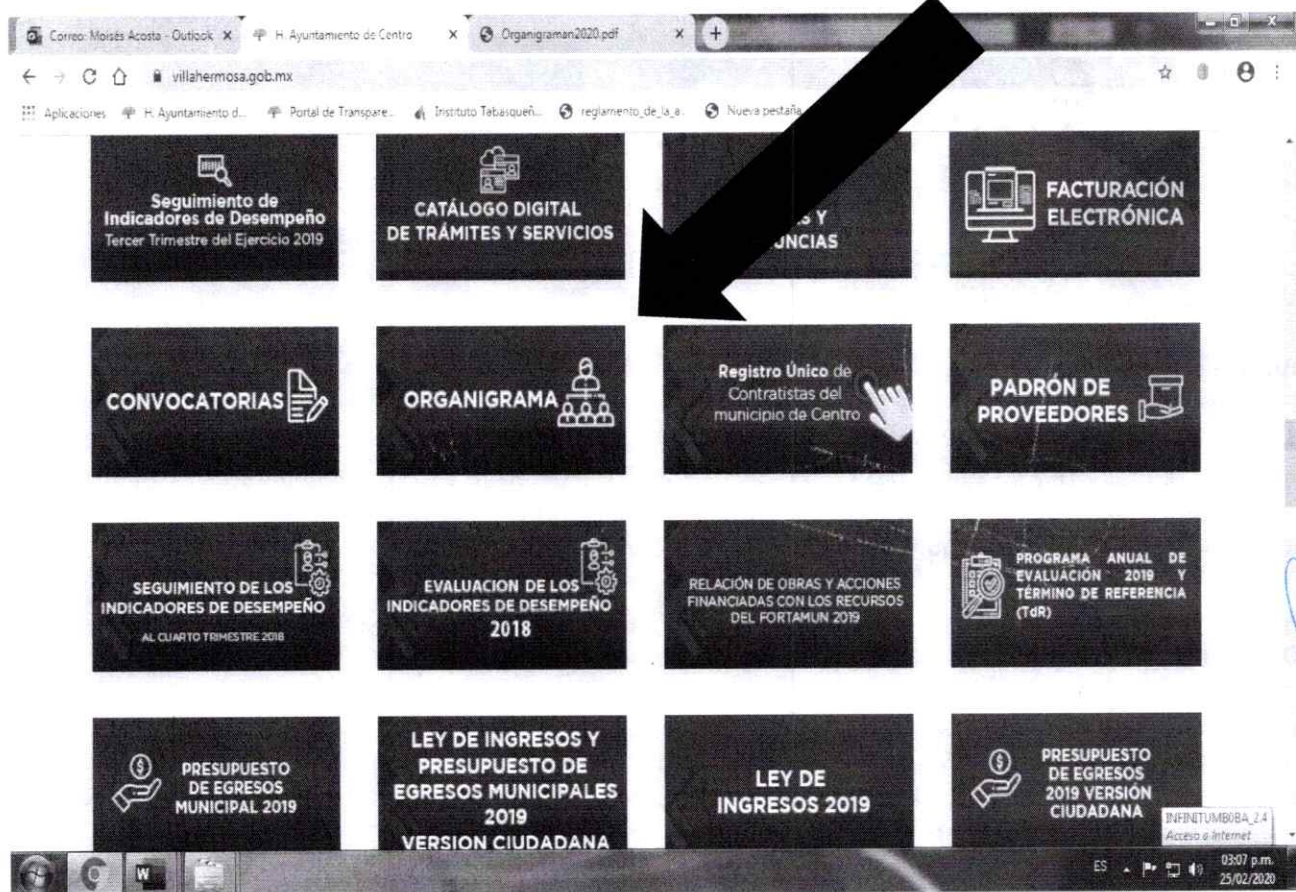 Correo: Moisés Acosta - Outlook
H. Ayuntamiento de Centro
Organigraman2020.pdf
villahermosa.gob.mx
Aplicaciones
H. Ayuntamiento d...
Portal de Transpare...
Instituto Tabasqueñ...
reglamento_de_la_a...
Nueva pestaña
Seguimiento de
Indicadores de Desempeño
Tercer Trimestre del Ejercicio 2019
CATÁLOGO DIGITAL
DE TRÁMITES Y SERVICIOS
S Y
UNCIAS
FACTURACIÓN
ELECTRÓNICA
CONVOCATORIAS
ORGANIGRAMA
Registro Único de
Contratistas del
municipio de Centro
PADRÓN DE
PROVEEDORES
SEGUIMIENTO DE LOS
INDICADORES DE DESEMPEÑO
AL CUARTO TRIMESTRE 2018
EVALUACION DE LOS
INDICADORES DE DESEMPEÑO
2018
RELACIÓN DE OBRAS Y ACCIONES
FINANCIADAS CON LOS RECURSOS
DEL FORTAMUN 2019
PROGRAMA ANUAL DE
EVALUACIÓN 2019 Y
TÉRMINO DE REFERENCIA
(TdR)
PRESUPUESTO
DE EGRESOS
MUNICIPAL 2019
LEY DE INGRESOS Y
PRESUPUESTO DE
EGRESOS MUNICIPALES
2019
VERSION CIUDADANA
LEY DE
INGRESOS 2019
PRESUPUESTO
DE EGRESOS
2019 VERSIÓN
CIUDADANA
INFINITUMB0BA_2.4
Acceso a Internet
ES
03:07 p.m.
25/02/2020